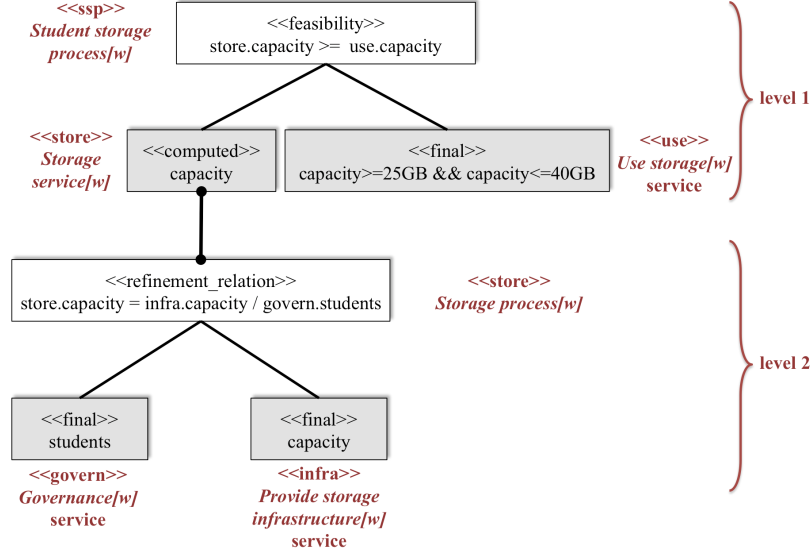 <<ssp>>
Student storage
process[w]
<<feasibility>>
store.capacity >= use.capacity
level 1
<<store>>
Storage
service[w]
<<computed>>
capacity
<<final>>
capacity>=25GB && capacity<=40GB
<<use>>
Use storage[w]
service
<<refinement_relation>>
store.capacity = infra.capacity / govern.students
<<store>>
Storage process[w]
level 2
<<final>>
students
<<final>>
capacity
<<govern>>
Governance[w]
service
<<infra>>
Provide storage
infrastructure[w]
service